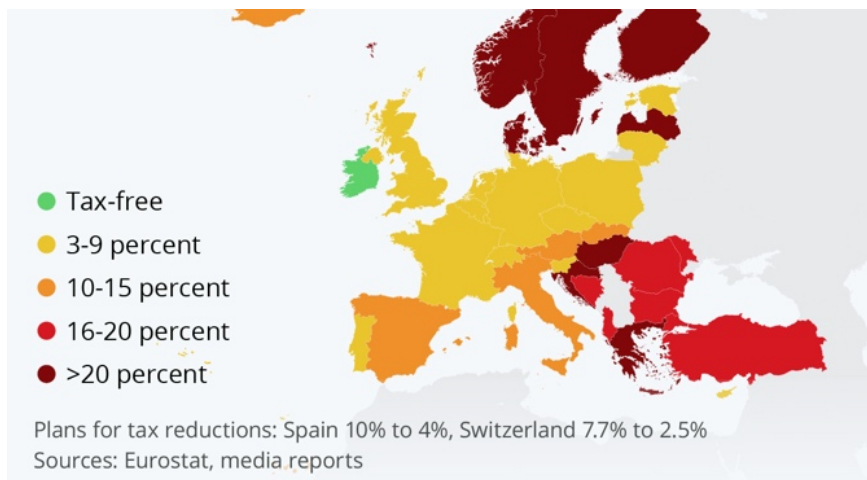 Tax-free
3-9 percent
10-15 percent
16-20 percent
>20 percent
Plans for tax reductions: Spain 10% to 4%, Switzerland 7.7% to 2.5%
Sources: Eurostat, media reports